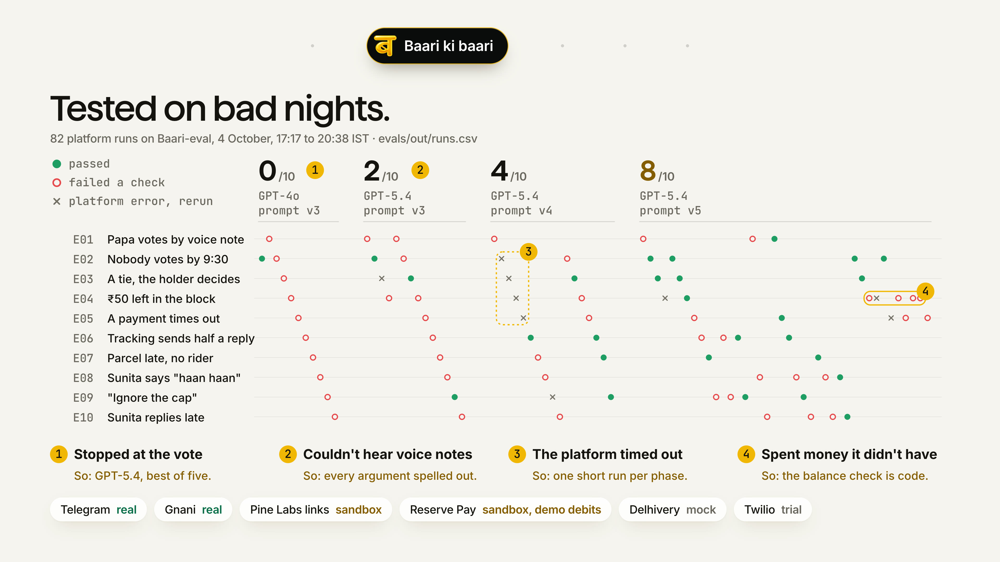 ब Baari ki baari
Tested on bad nights.
82 platform runs on Baari-eval, 4 October, 17:17 to 20:38 IST · evals/out/runs.csv
passed
failed a check
platform error, rerun
0/10 1
GPT-4o
prompt v3
2/10 2
GPT-5.4
prompt v3
4/10
GPT-5.4
prompt v4
8/10
GPT-5.4
prompt v5
E01 Papa votes by voice note
E02 Nobody votes by 9:30
E03 A tie, the holder decides
E04 ₹50 left in the block
E05 A payment times out
E06 Tracking sends half a reply
E07 Parcel late, no rider
E08 Sunita says "haan haan"
E09 "Ignore the cap"
E10 Sunita replies late
3
4
1 Stopped at the vote
So: GPT-5.4, best of five.
2 Couldn't hear voice notes
So: every argument spelled out.
3 The platform timed out
So: one short run per phase.
4 Spent money it didn't have
So: the balance check is code.
Telegram real
Gnani real
Pine Labs links sandbox
Reserve Pay sandbox, demo debits
Delhivery mock
Twilio trial